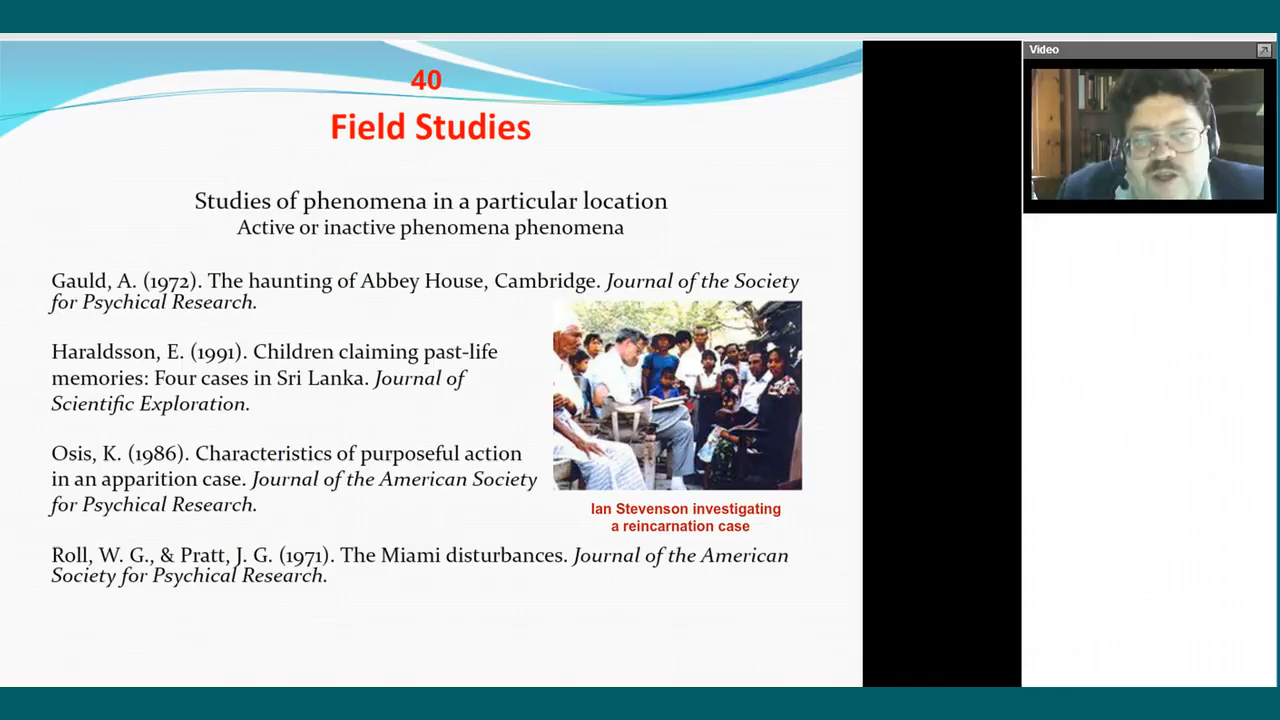 40
Field Studies
Studies of phenomena in a particular location
Active or inactive phenomena phenomena
Gauld, A. (1972). The haunting of Abbey House, Cambridge. Journal of the Society
for Psychical Research.
Haraldsson, E. (1991). Children claiming past-life
memories: Four cases in Sri Lanka. Journal of
Scientific Exploration.
Osis, K. (1986). Characteristics of purposeful action
in an apparition case. Journal of the American Society
for Psychical Research.
Ian Stevenson investigating
a reincarnation case
Roll, W. G., & Pratt, J. G. (1971). The Miami disturbances. Journal of the American
Society for Psychical Research.
Video